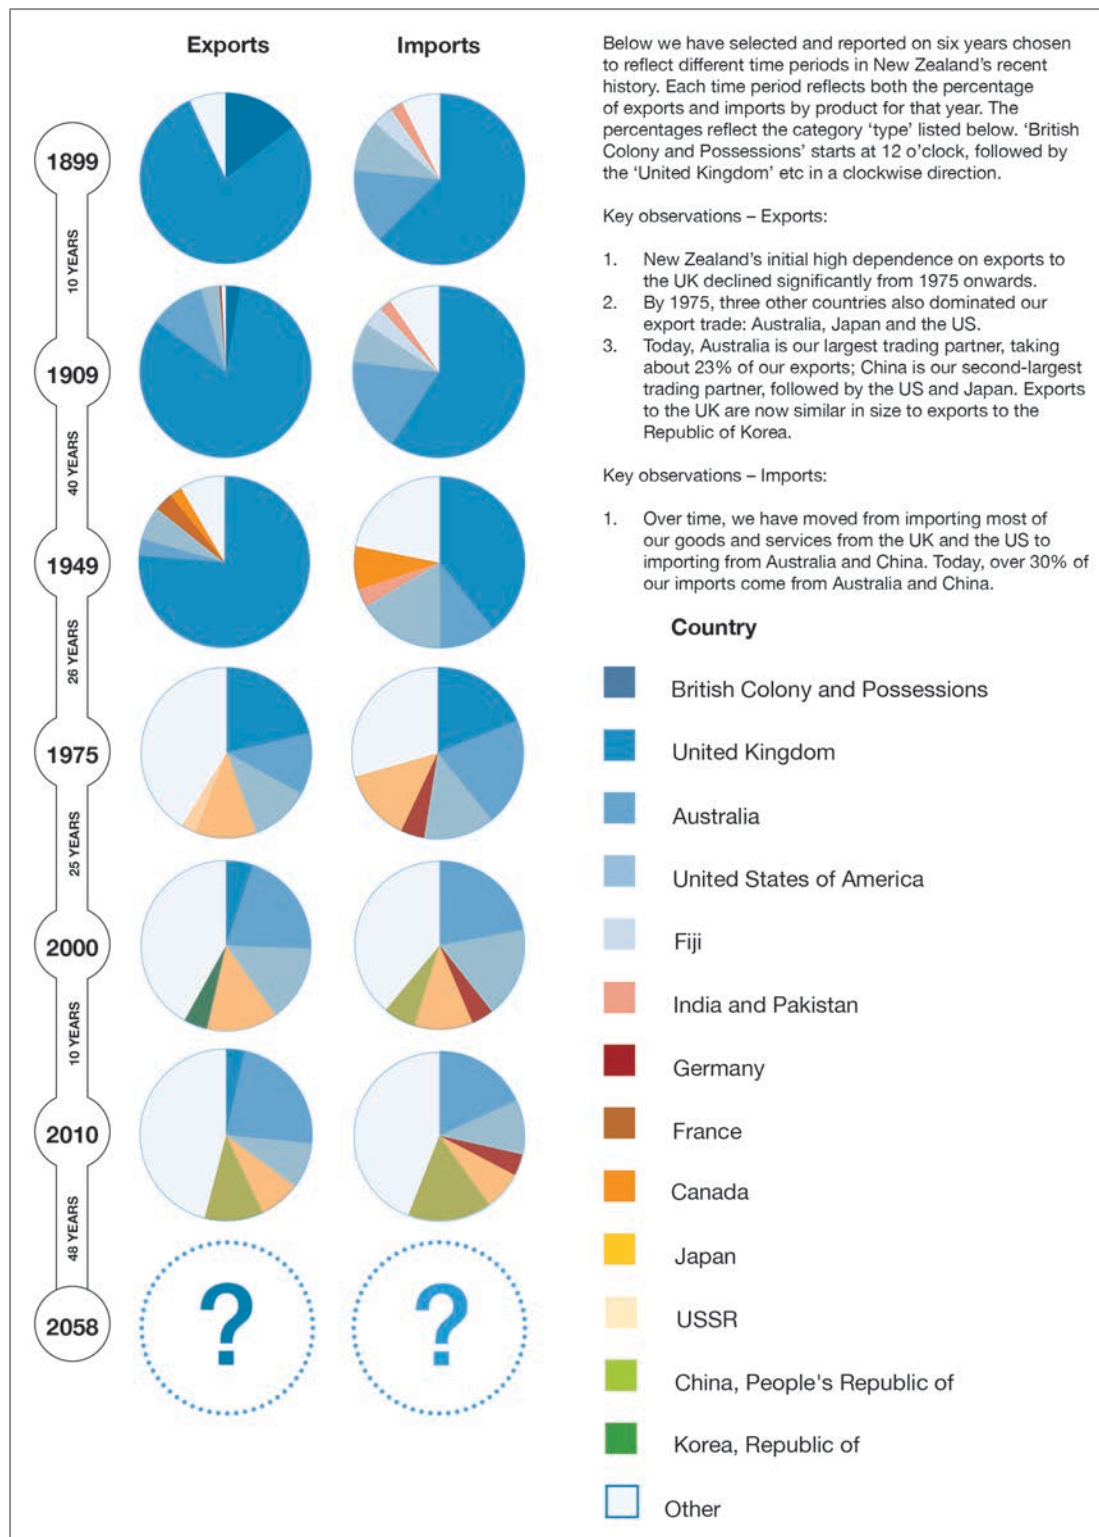 Exports
Imports
Below we have selected and reported on six years chosen
to reflect different time periods in New Zealand's recent
history. Each time period reflects both the percentage
of exports and imports by product for that year. The
percentages reflect the category 'type' listed below. 'British
Colony and Possessions' starts at 12 o'clock, followed by
the 'United Kingdom' etc in a clockwise direction.
Key observations – Exports:
1. New Zealand's initial high dependence on exports to
the UK declined significantly from 1975 onwards.
2. By 1975, three other countries also dominated our
export trade: Australia, Japan and the US.
3. Today, Australia is our largest trading partner, taking
about 23% of our exports; China is our second-largest
trading partner, followed by the US and Japan. Exports
to the UK are now similar in size to exports to the
Republic of Korea.
Key observations – Imports:
1. Over time, we have moved from importing most of
our goods and services from the UK and the US to
importing from Australia and China. Today, over 30% of
our imports come from Australia and China.
1899
10 YEARS
1909
40 YEARS
1949
26 YEARS
1975
25 YEARS
2000
10 YEARS
2010
48 YEARS
2058
?
?
Country
British Colony and Possessions
United Kingdom
Australia
United States of America
Fiji
India and Pakistan
Germany
France
Canada
Japan
USSR
China, People's Republic of
Korea, Republic of
Other